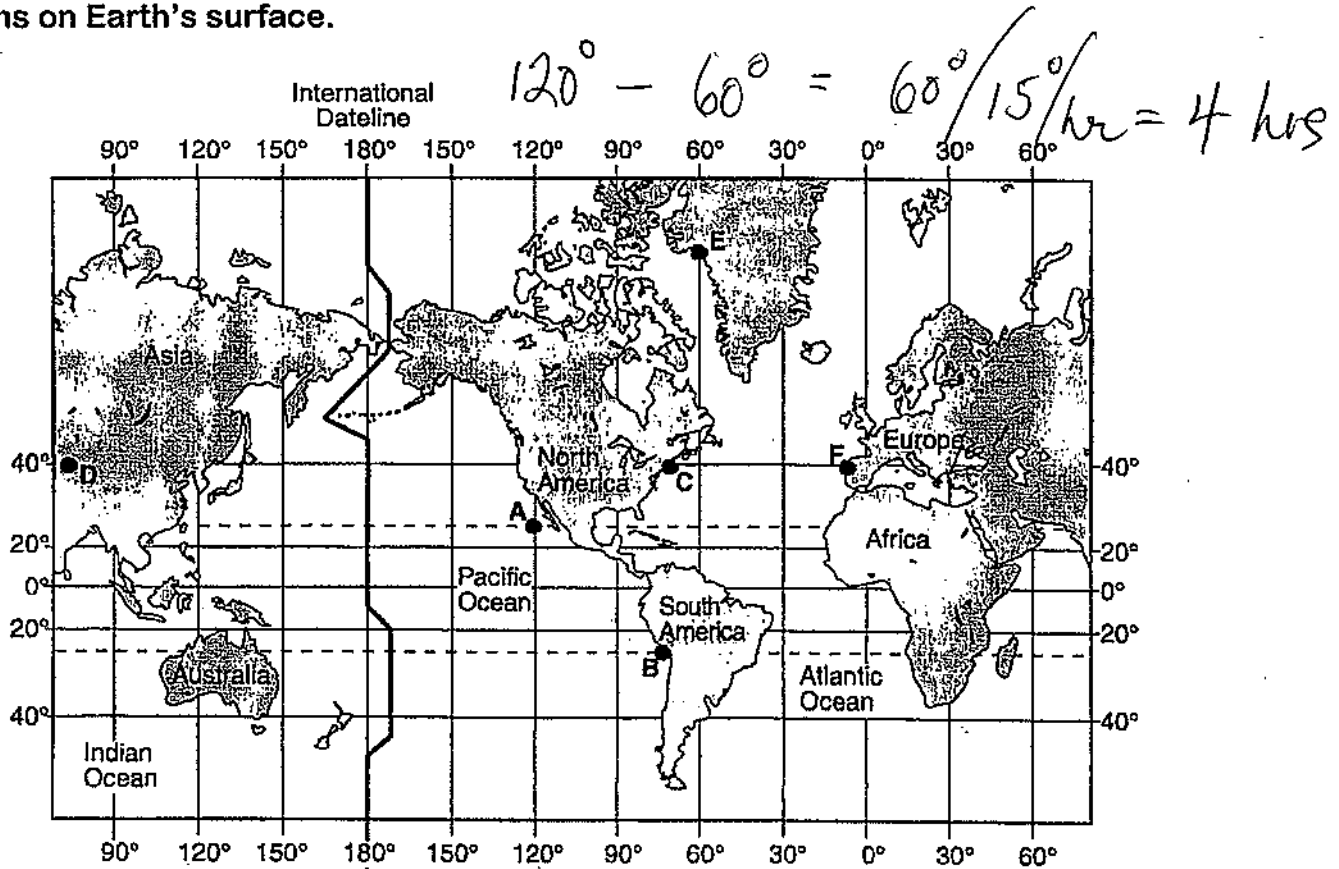 ns on Earth's surface.
120° – 60° = 60°/15°/hr = 4 hrs
International
Dateline
90° 120° 150° 180° 150° 120° 90° 60° 30° 0° 30° 60°
E
Asia
Europe
F
40° D North America C 40°
A
Africa
20° 20°
Pacific
Ocean
0° 0°
South
America
20° 20°
B
Australia
Atlantic
Ocean
40° 40°
Indian
Ocean
90° 120° 150° 180° 150° 120° 90° 60° 30° 0° 30° 60°